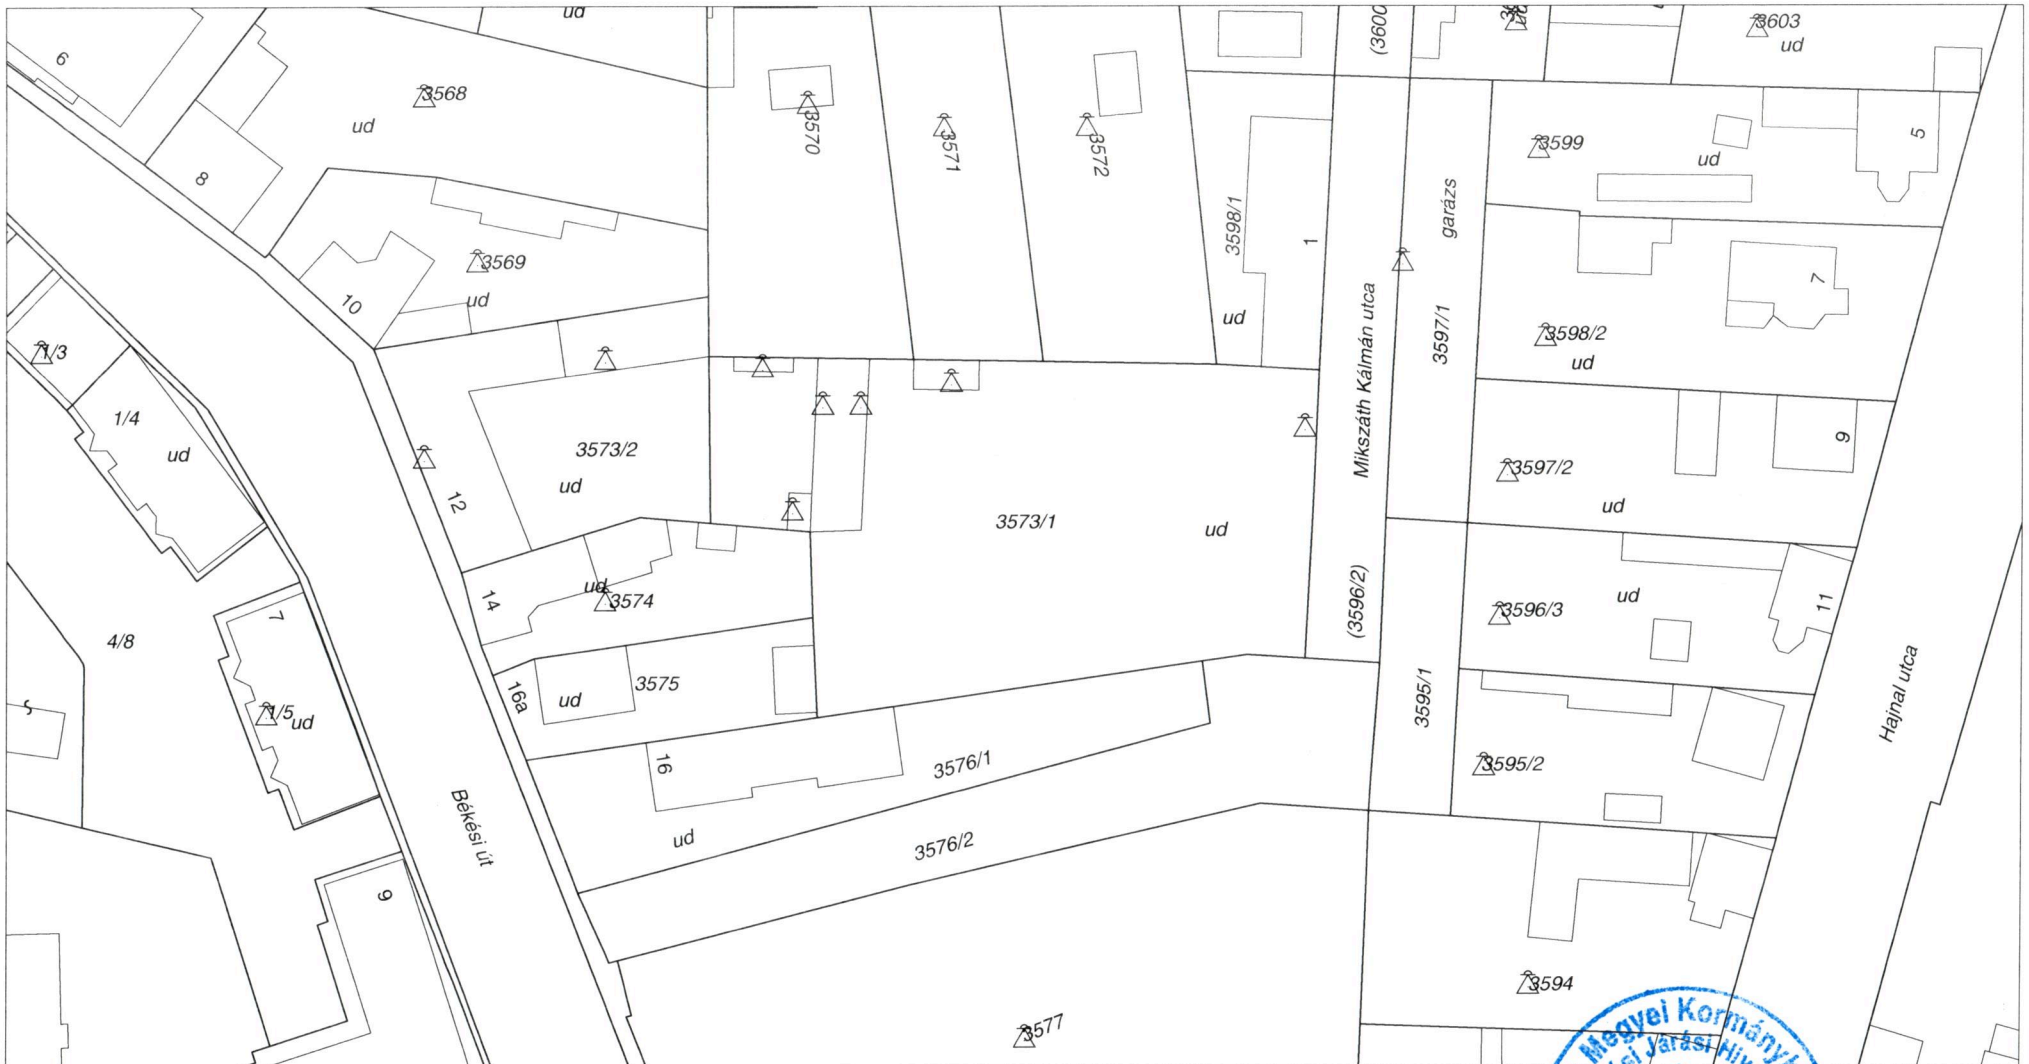 ud
(3600
ud
3603
ud
6
3568
ud
8
3570
3571
3572
3599
ud
5
3598/1
1
garázs
3569
ud
10
7
ud
3598/2
ud
1/3
Mikszáth Kálmán utca
3597/1
1/4
ud
3573/2
ud
9
3597/2
ud
12
3573/1
ud
(3596/2)
ud
3574
14
3596/3
ud
11
7
4/8
16a
ud
3575
3595/1
Hajnal utca
1/5
ud
16
3576/1
3595/2
Békési út
ud
3576/2
9
3594
3577
Megyei Kormány
Járási Hiv